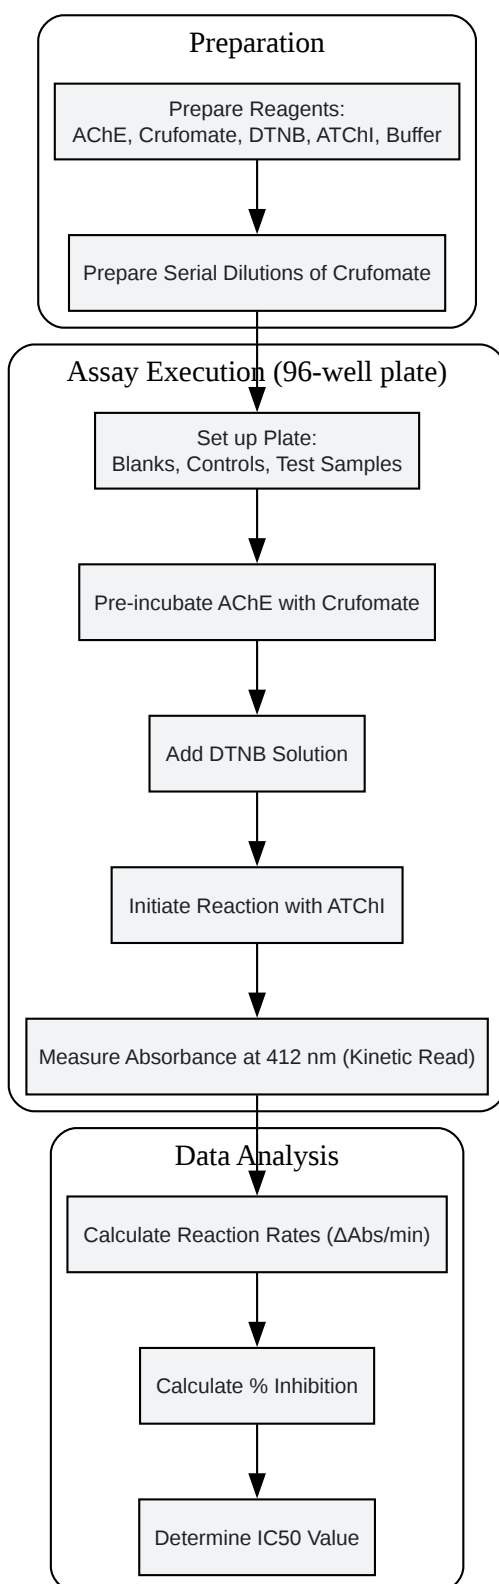 Preparation
Prepare Reagents:
AChE, Crufomate, DTNB, ATChI, Buffer
Prepare Serial Dilutions of Crufomate
Assay Execution (96-well plate)
Set up Plate:
Blanks, Controls, Test Samples
Pre-incubate AChE with Crufomate
Add DTNB Solution
Initiate Reaction with ATChI
Measure Absorbance at 412 nm (Kinetic Read)
Data Analysis
Calculate Reaction Rates (ΔAbs/min)
Calculate % Inhibition
Determine IC50 Value